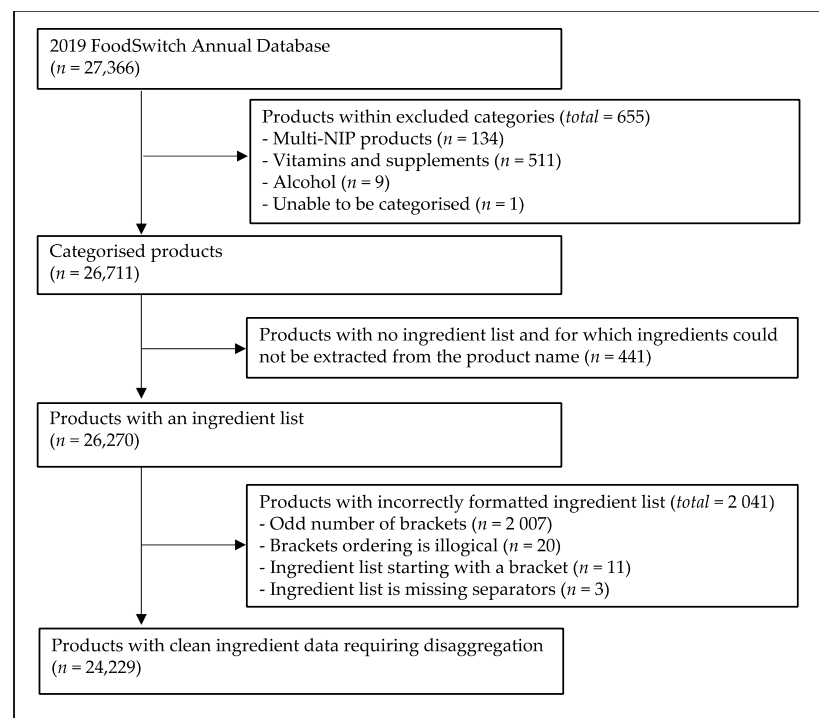 2019 FoodSwitch Annual Database
(n = 27,366)
Products within excluded categories (total = 655)
- Multi-NIP products (n = 134)
- Vitamins and supplements (n = 511)
- Alcohol (n = 9)
- Unable to be categorised (n = 1)
Categorised products
(n = 26,711)
Products with no ingredient list and for which ingredients could
not be extracted from the product name (n = 441)
Products with an ingredient list
(n = 26,270)
Products with incorrectly formatted ingredient list (total = 2 041)
- Odd number of brackets (n = 2 007)
- Brackets ordering is illogical (n = 20)
- Ingredient list starting with a bracket (n = 11)
- Ingredient list is missing separators (n = 3)
Products with clean ingredient data requiring disaggregation
(n = 24,229)